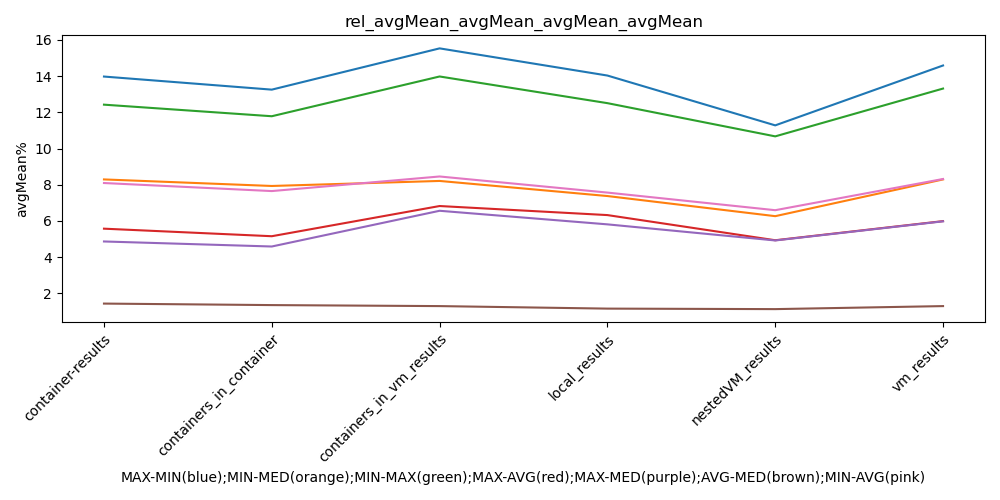 rel_avgMean_avgMean_avgMean_avgMean
avgMean%
16
14
12
10
8
6
4
2
container-results
containers_in_container
containers_in_vm_results
local_results
nestedVM_results
vm_results
MAX-MIN(blue);MIN-MED(orange);MIN-MAX(green);MAX-AVG(red);MAX-MED(purple);AVG-MED(brown);MIN-AVG(pink)